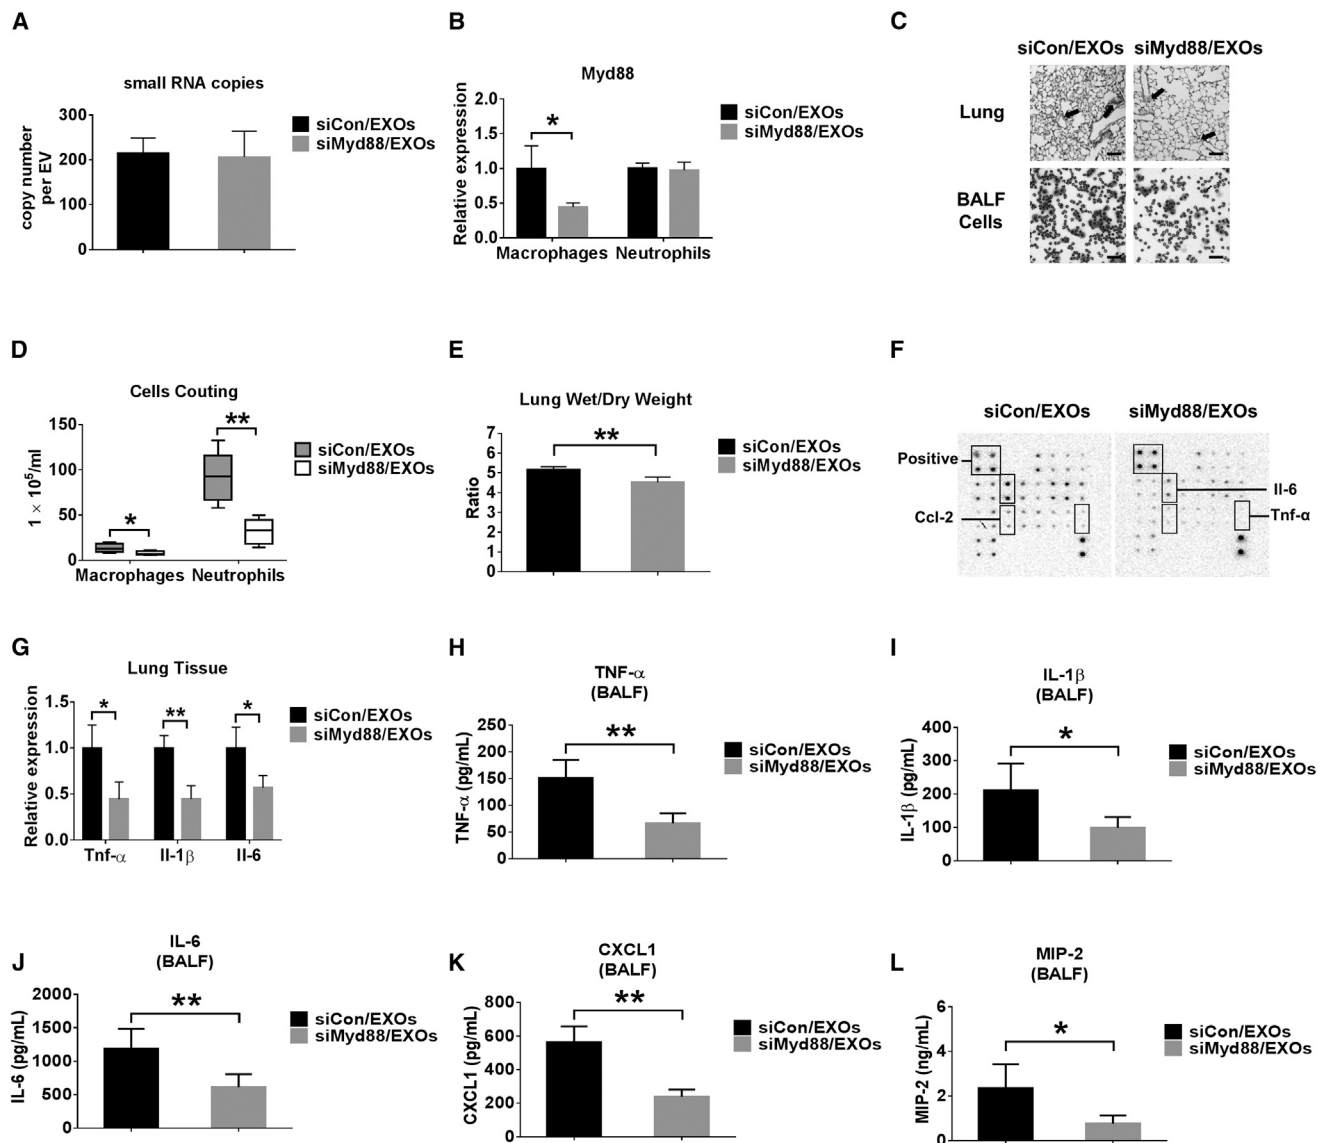 A
small RNA copies
300
200
100
0
copy number
per EV
siCon/EXOs
siMyd88/EXOs
B
Myd88
2.0
1.5
1.0
0.5
0.0
Relative expression
*
Macrophages Neutrophils
siCon/EXOs
siMyd88/EXOs
C
siCon/EXOs siMyd88/EXOs
Lung
BALF
Cells
D
Cells Couting
150
100
50
0
1 × 10⁵/ml
*
**
Macrophages Neutrophils
siCon/EXOs
siMyd88/EXOs
E
Lung Wet/Dry Weight
7
6
5
4
3
2
1
0
Ratio
**
siCon/EXOs
siMyd88/EXOs
F
siCon/EXOs siMyd88/EXOs
Positive
Ccl-2
Il-6
Tnf-α
G
Lung Tissue
1.5
1.0
0.5
0.0
Relative expression
*
**
*
Tnf-α Il-1β Il-6
siCon/EXOs
siMyd88/EXOs
H
TNF-α
(BALF)
250
200
150
100
50
0
TNF-α (pg/mL)
**
siCon/EXOs
siMyd88/EXOs
I
IL-1β
(BALF)
400
300
200
100
0
IL-1β (pg/mL)
*
siCon/EXOs
siMyd88/EXOs
J
IL-6
(BALF)
2000
1500
1000
500
0
IL-6 (pg/mL)
**
siCon/EXOs
siMyd88/EXOs
K
CXCL1
(BALF)
800
600
400
200
0
CXCL1 (pg/mL)
**
siCon/EXOs
siMyd88/EXOs
L
MIP-2
(BALF)
6
4
2
0
MIP-2 (ng/mL)
*
siCon/EXOs
siMyd88/EXOs